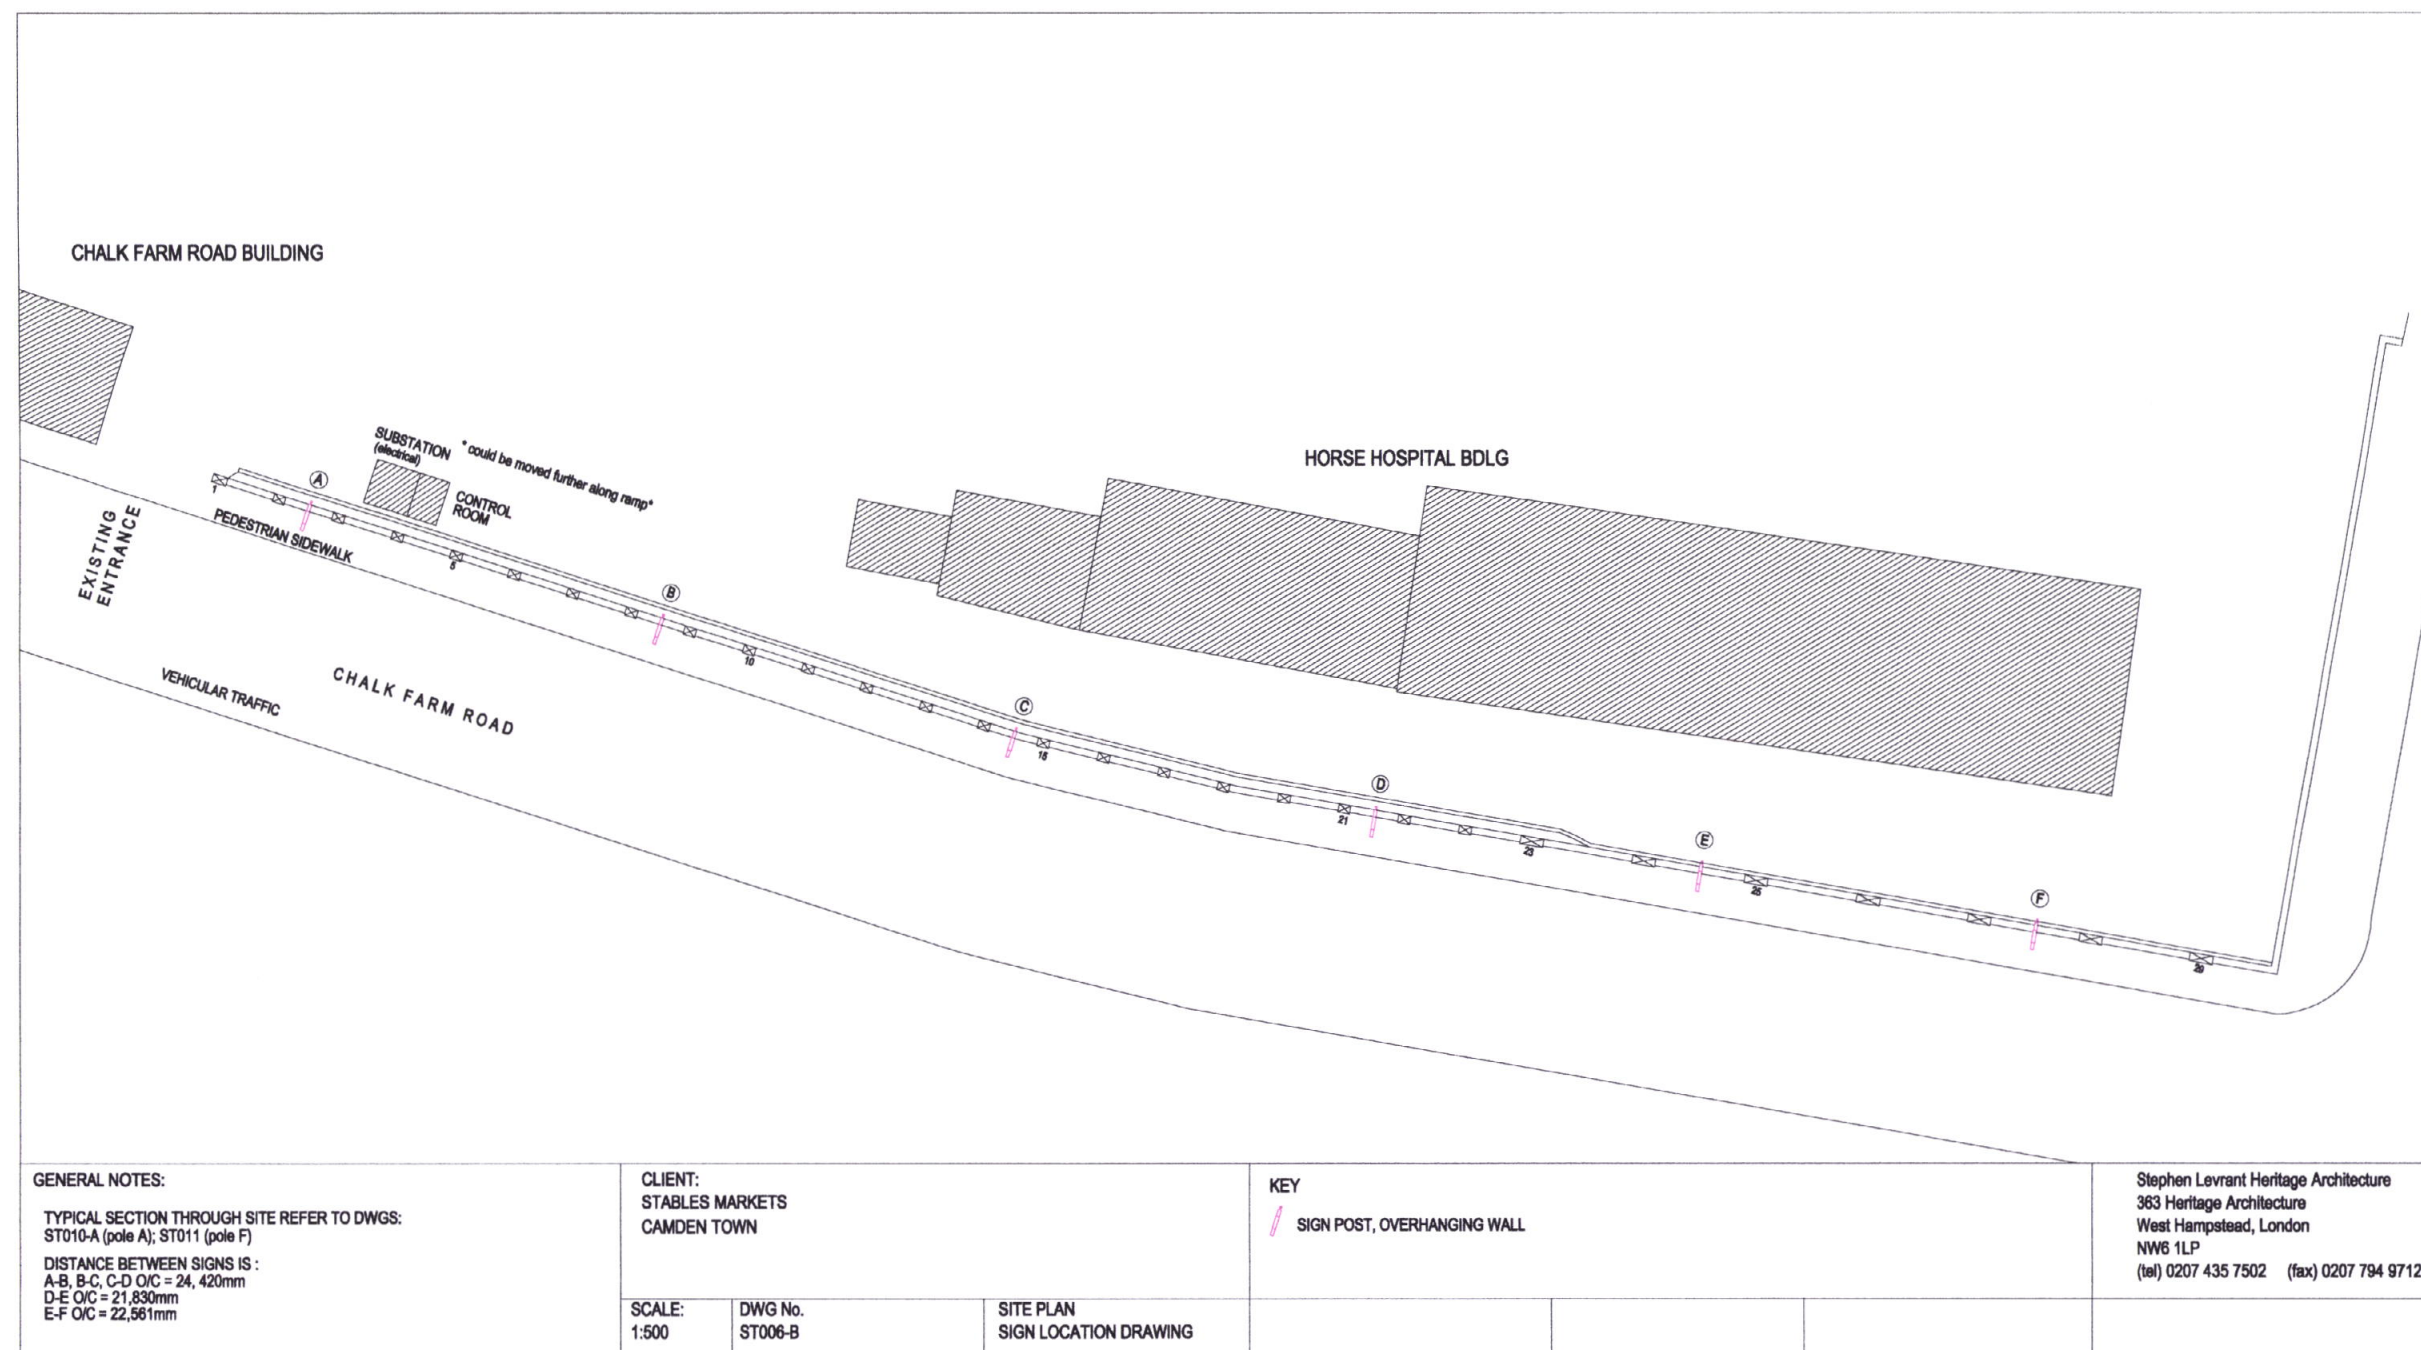 CHALK FARM ROAD BUILDING
SUBSTATION
(electrical)
* could be moved further along ramp*
CONTROL
ROOM
HORSE HOSPITAL BDLG
A
1
PEDESTRIAN SIDEWALK
EXISTING
ENTRANCE
5
B
10
VEHICULAR TRAFFIC
CHALK FARM ROAD
C
D
21
23
E
25
F
GENERAL NOTES:
TYPICAL SECTION THROUGH SITE REFER TO DWGS:
ST010-A (pole A); ST011 (pole F)
DISTANCE BETWEEN SIGNS IS :
A-B, B-C, C-D O/C = 24, 420mm
D-E O/C = 21,830mm
E-F O/C = 22,561mm
CLIENT:
STABLES MARKETS
CAMDEN TOWN
SCALE:
1:500
DWG No.
ST006-B
SITE PLAN
SIGN LOCATION DRAWING
KEY
SIGN POST, OVERHANGING WALL
Stephen Levrant Heritage Architecture
363 Heritage Architecture
West Hampstead, London
NW6 1LP
(tel) 0207 435 7502 (fax) 0207 794 9712